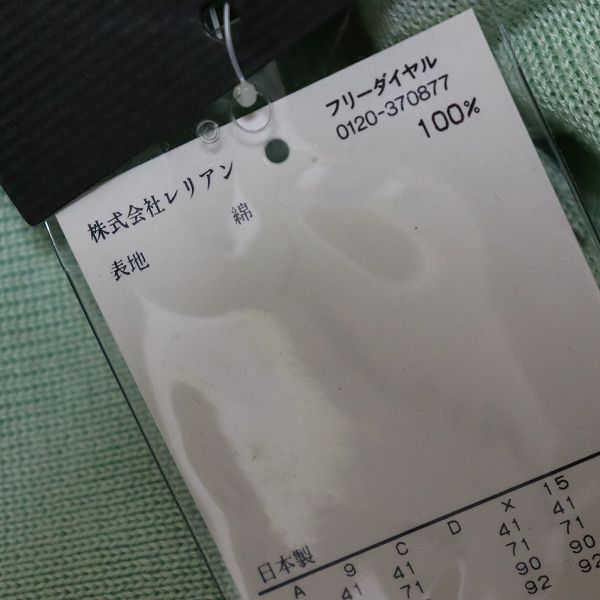 株式会社レリアン
フリーダイヤル
0120-370877
表地 綿 100%
日本製
A 9 C D X 15
41 41 41 41
71 71 71
90 90
92 92